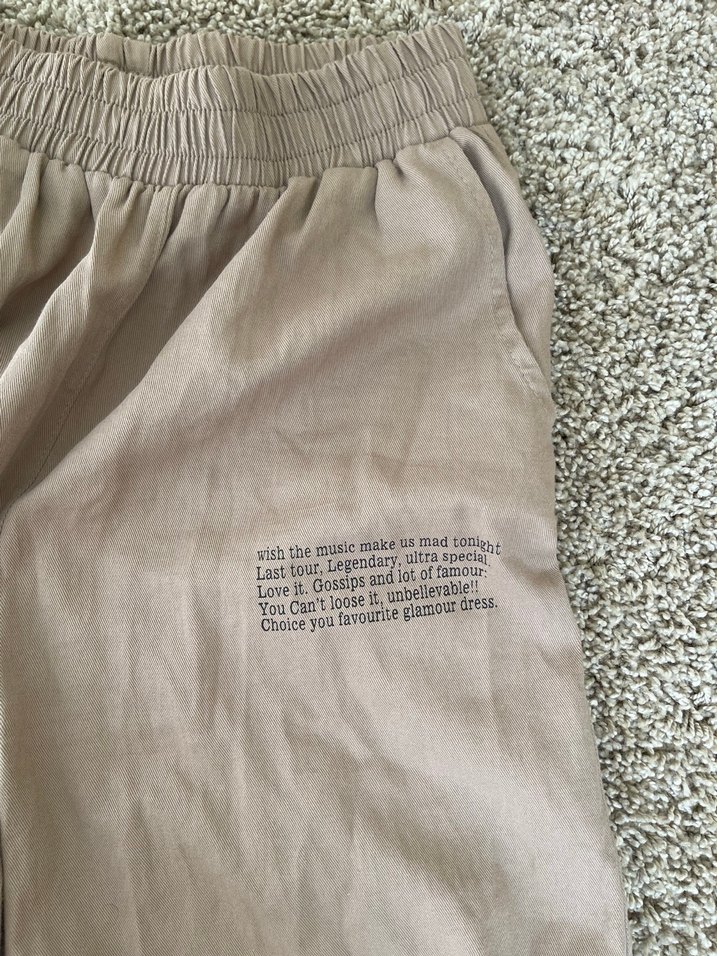 wish the music make us mad tonight
Last tour, Legendary, ultra special,
Love it. Gossips and lot of famour:
You Can't loose it, unbellevable!!
Choice you favourite glamour dress.